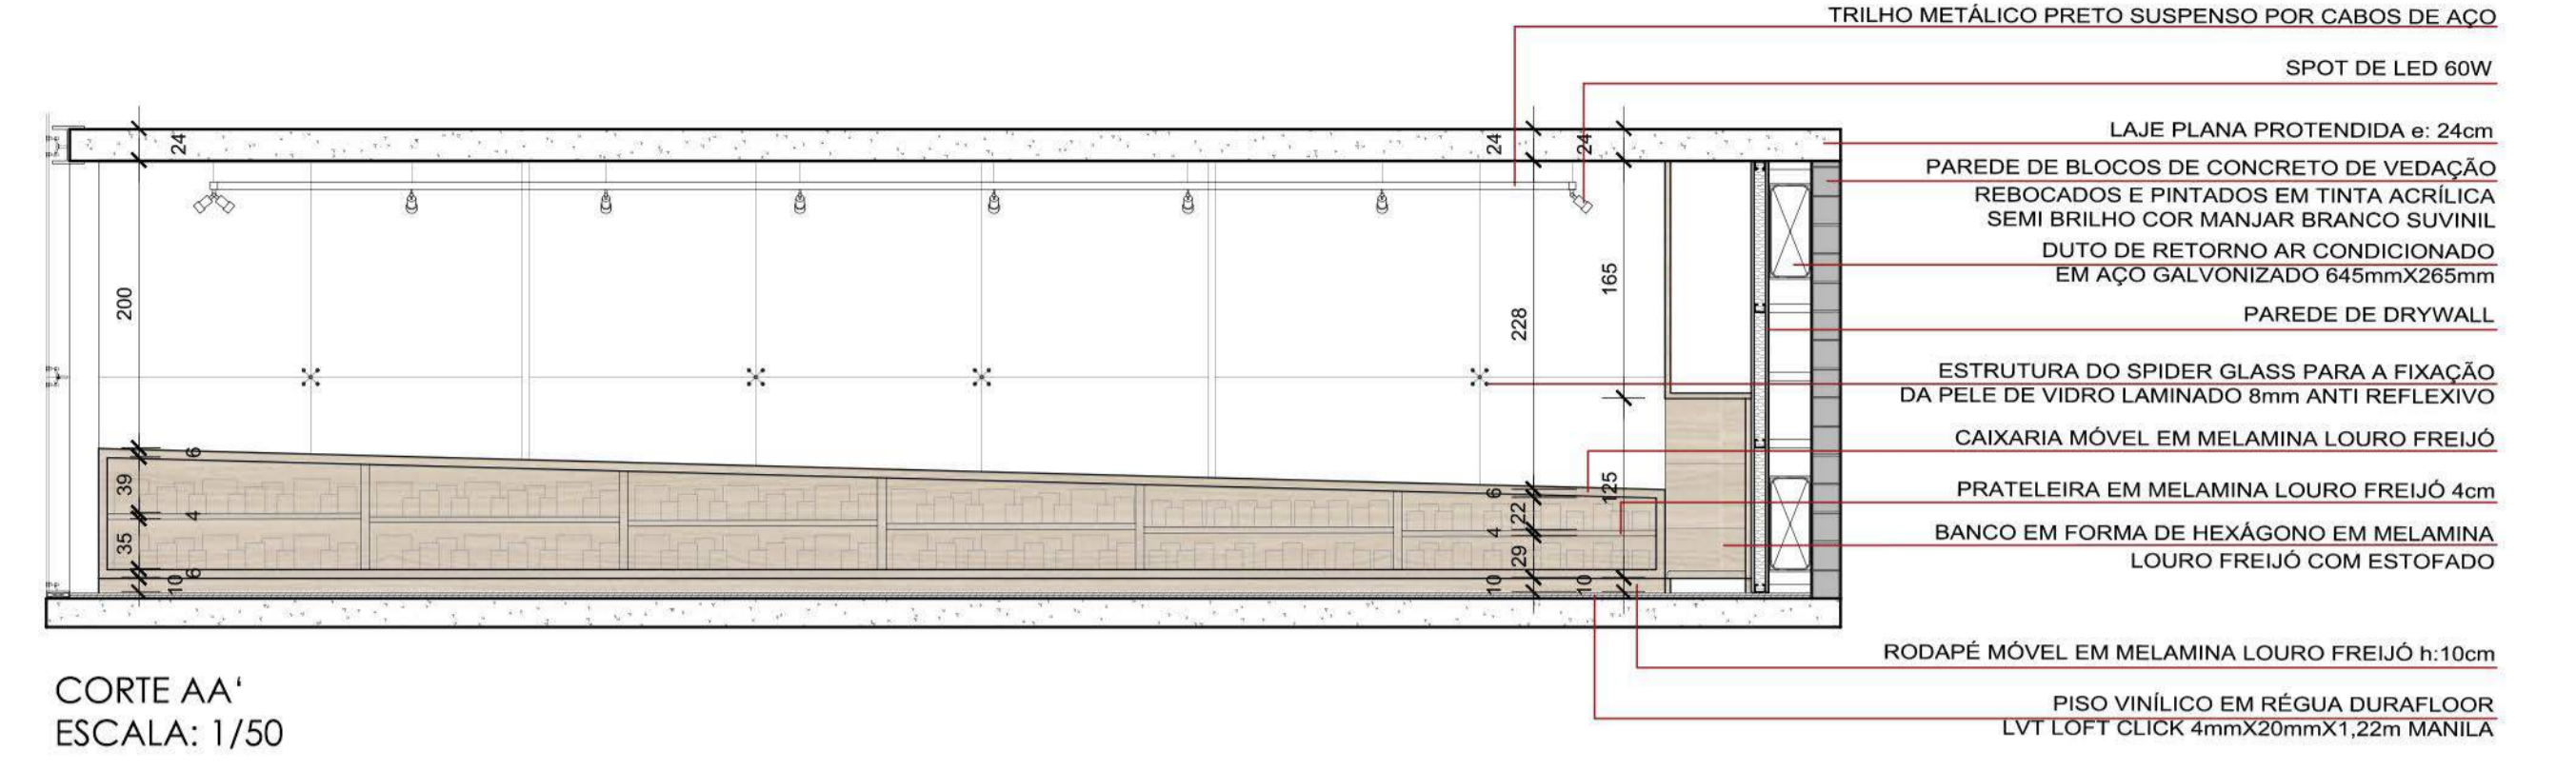 TRILHO METÁLICO PRETO SUSPENSO POR CABOS DE AÇO
SPOT DE LED 60W
LAJE PLANA PROTENDIDA e: 24cm
PAREDE DE BLOCOS DE CONCRETO DE VEDAÇÃO
REBOCADOS E PINTADOS EM TINTA ACRÍLICA
SEMI BRILHO COR MANJAR BRANCO SUVINIL
DUTO DE RETORNO AR CONDICIONADO
EM AÇO GALVONIZADO 645mmX265mm
PAREDE DE DRYWALL
ESTRUTURA DO SPIDER GLASS PARA A FIXAÇÃO
DA PELE DE VIDRO LAMINADO 8mm ANTI REFLEXIVO
CAIXARIA MÓVEL EM MELAMINA LOURO FREIJÓ
PRATELEIRA EM MELAMINA LOURO FREIJÓ 4cm
BANCO EM FORMA DE HEXÁGONO EM MELAMINA
LOURO FREIJÓ COM ESTOFADO
RODAPÉ MÓVEL EM MELAMINA LOURO FREIJÓ h:10cm
PISO VINÍLICO EM RÉGUA DURAFLOOR
LVT LOFT CLICK 4mmX20mmX1,22m MANILA
24
200
6
39
4
35
6
10
24
228
6
22
4
29
10
24
165
125
10
CORTE AA'
ESCALA: 1/50